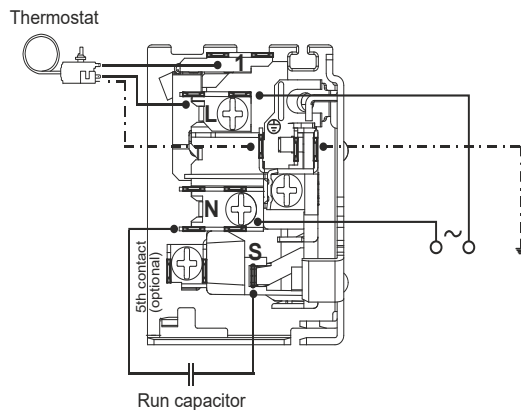 Thermostat
1
L
N
S
~
5th contact
(optional)
Run capacitor